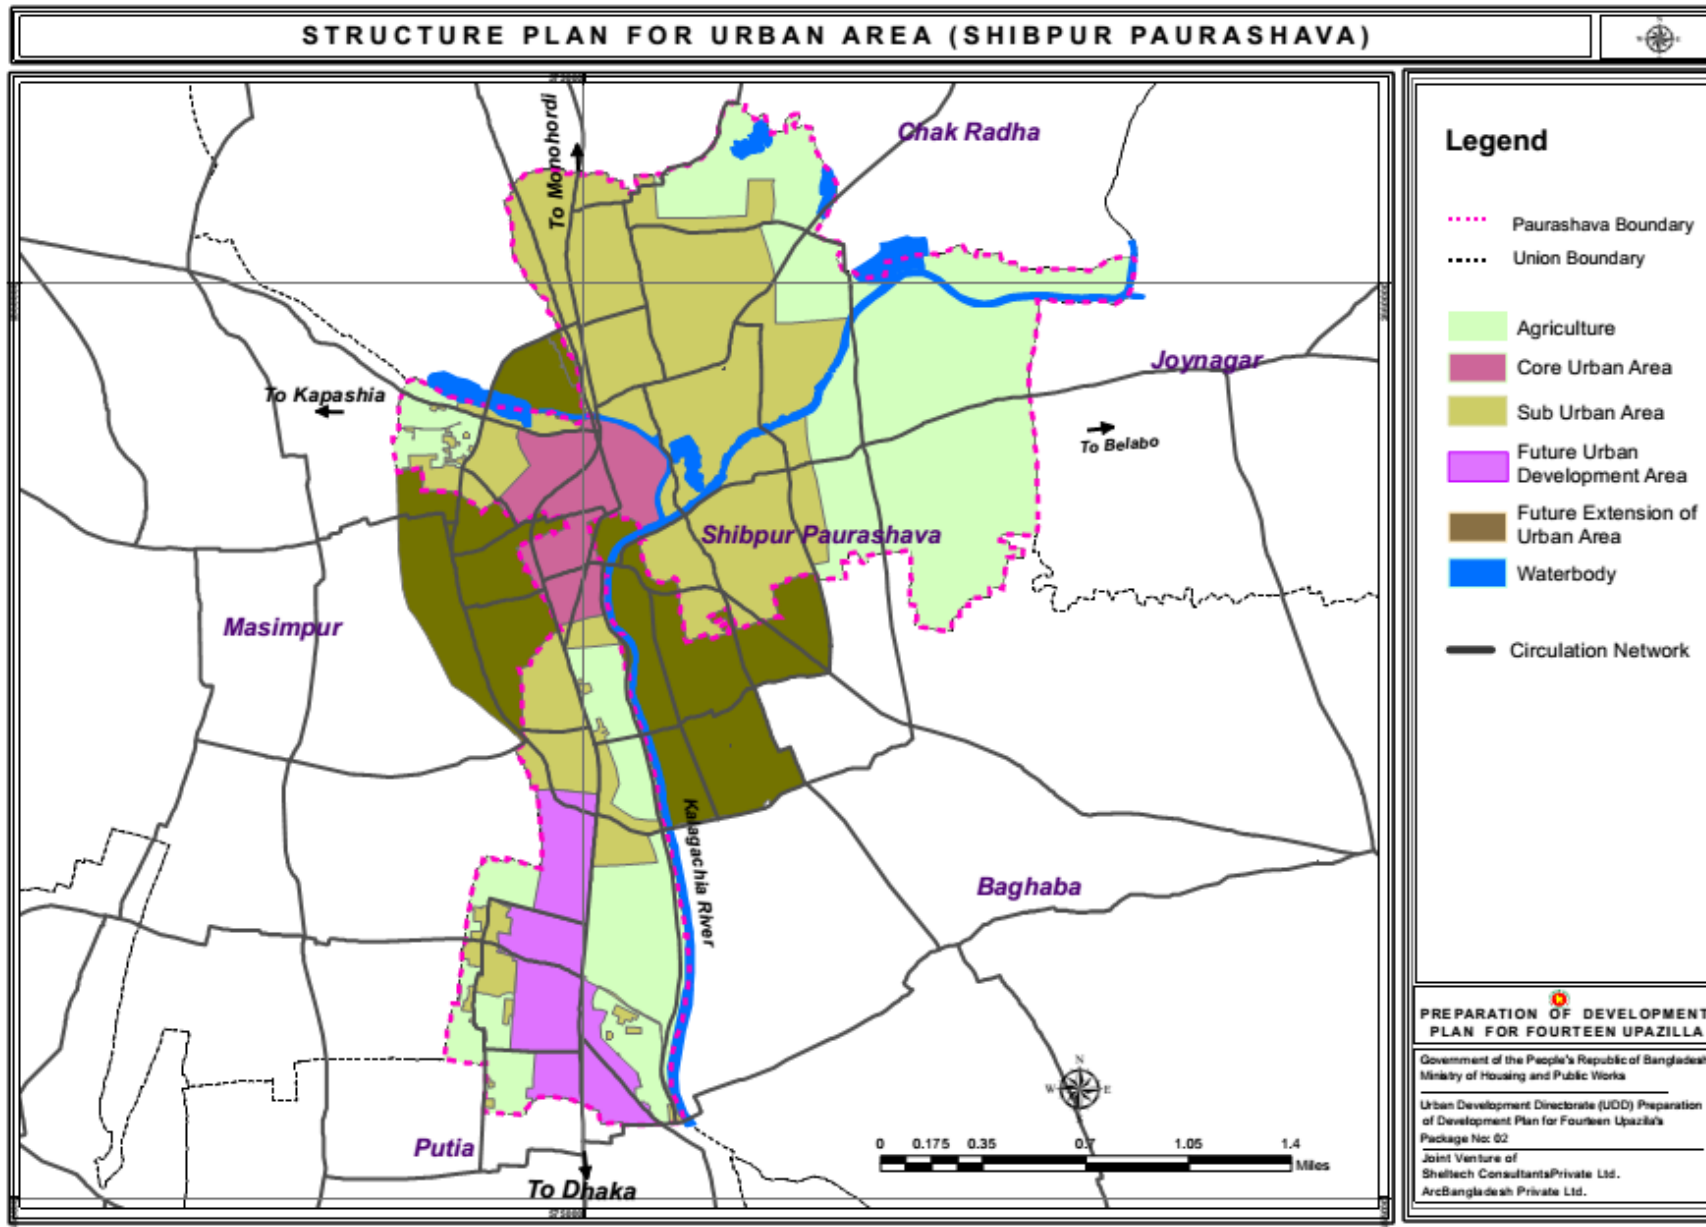 STRUCTURE PLAN FOR URBAN AREA (SHIBPUR PAURASHAVA)
To Monohordi
Chak Radha
Joynagar
To Kapashia
To Belabo
Shibpur Paurashava
Masimpur
Kalagachia River
Baghaba
Putia
To Dhaka
N
W E
S
0 0.175 0.35 0.7 1.05 1.4
Miles
Legend
Paurashava Boundary
Union Boundary
Agriculture
Core Urban Area
Sub Urban Area
Future Urban
Development Area
Future Extension of
Urban Area
Waterbody
Circulation Network
PREPARATION OF DEVELOPMENT
PLAN FOR FOURTEEN UPAZILLA
Government of the People's Republic of Bangladesh
Ministry of Housing and Public Works
Urban Development Directorate (UDD) Preparation
of Development Plan for Fourteen Upazila's
Package No: 02
Joint Venture of
Sheltech ConsultantsPrivate Ltd.
ArcBangladesh Private Ltd.